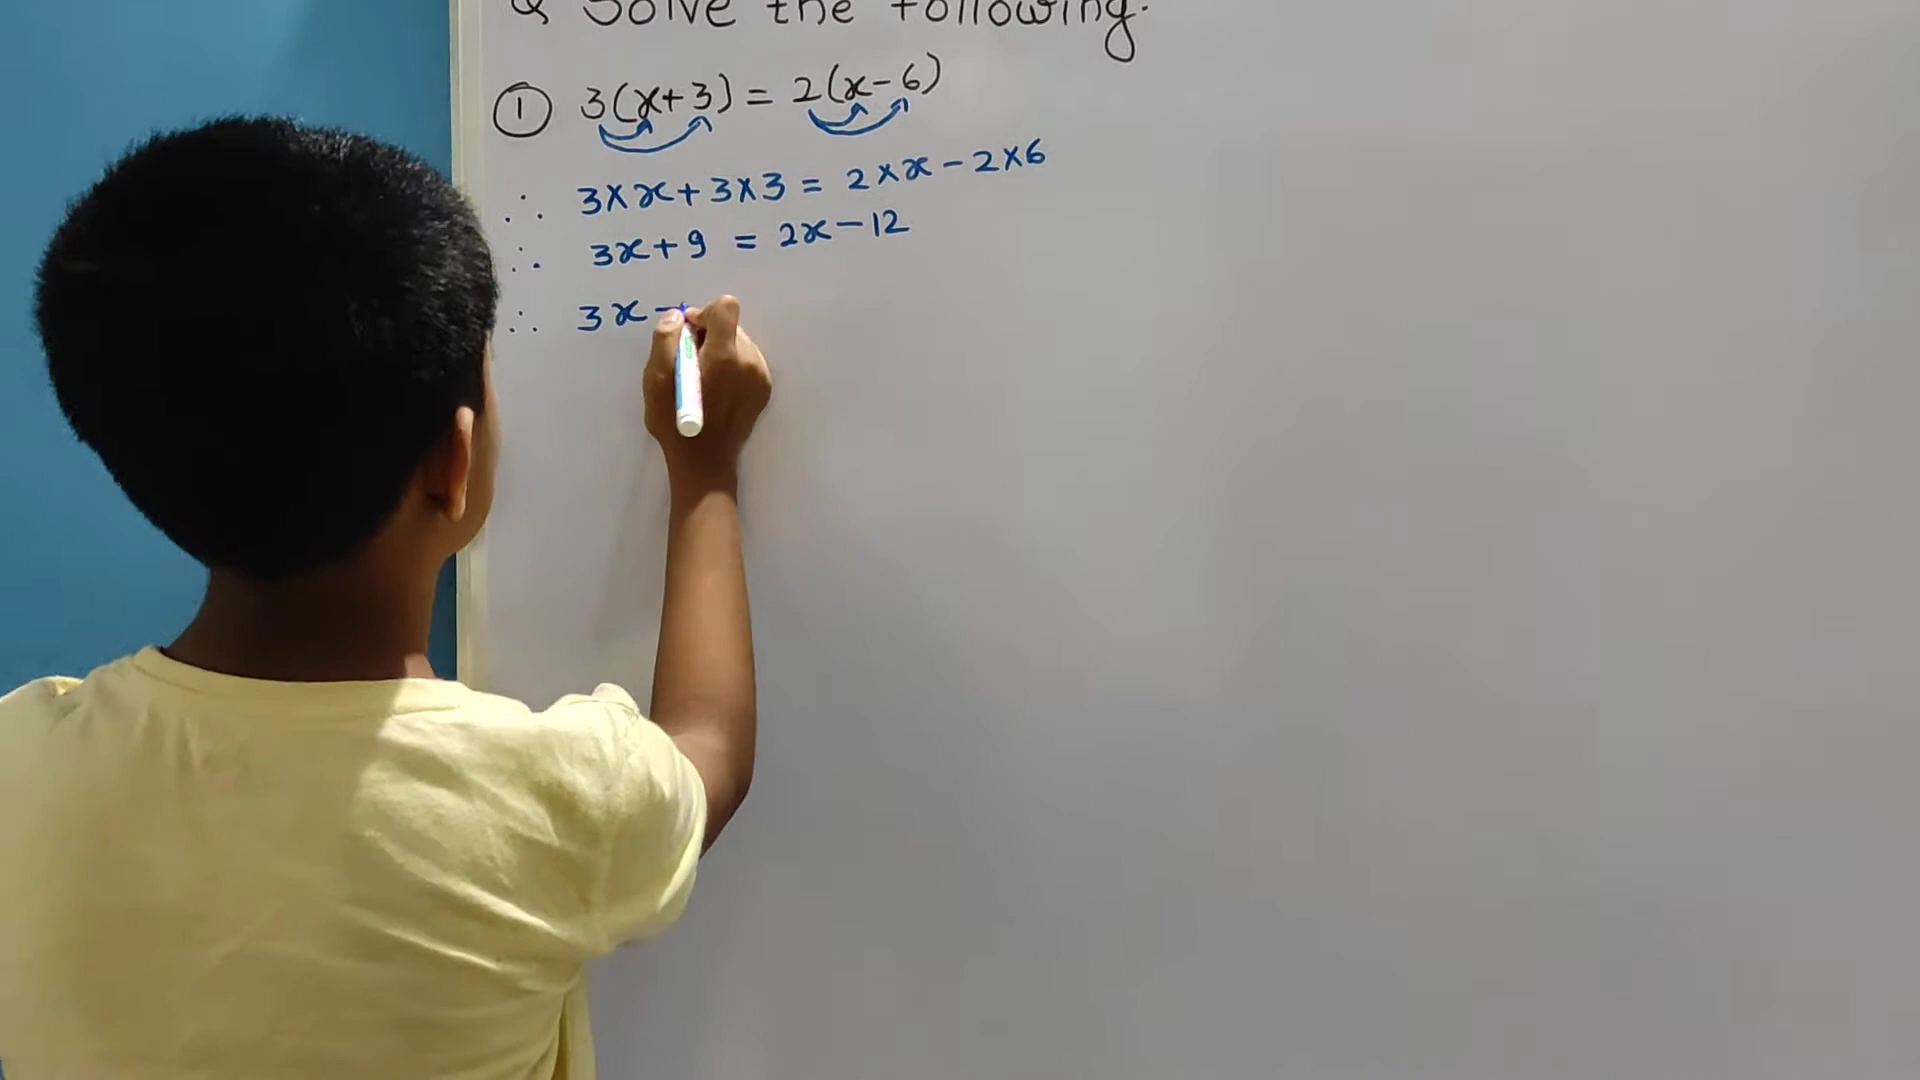 Q Solve the following.
① 3(x+3) = 2(x-6)
∴ 3×x+3×3 = 2×x-2×6
∴ 3x+9 = 2x-12
∴ 3x-